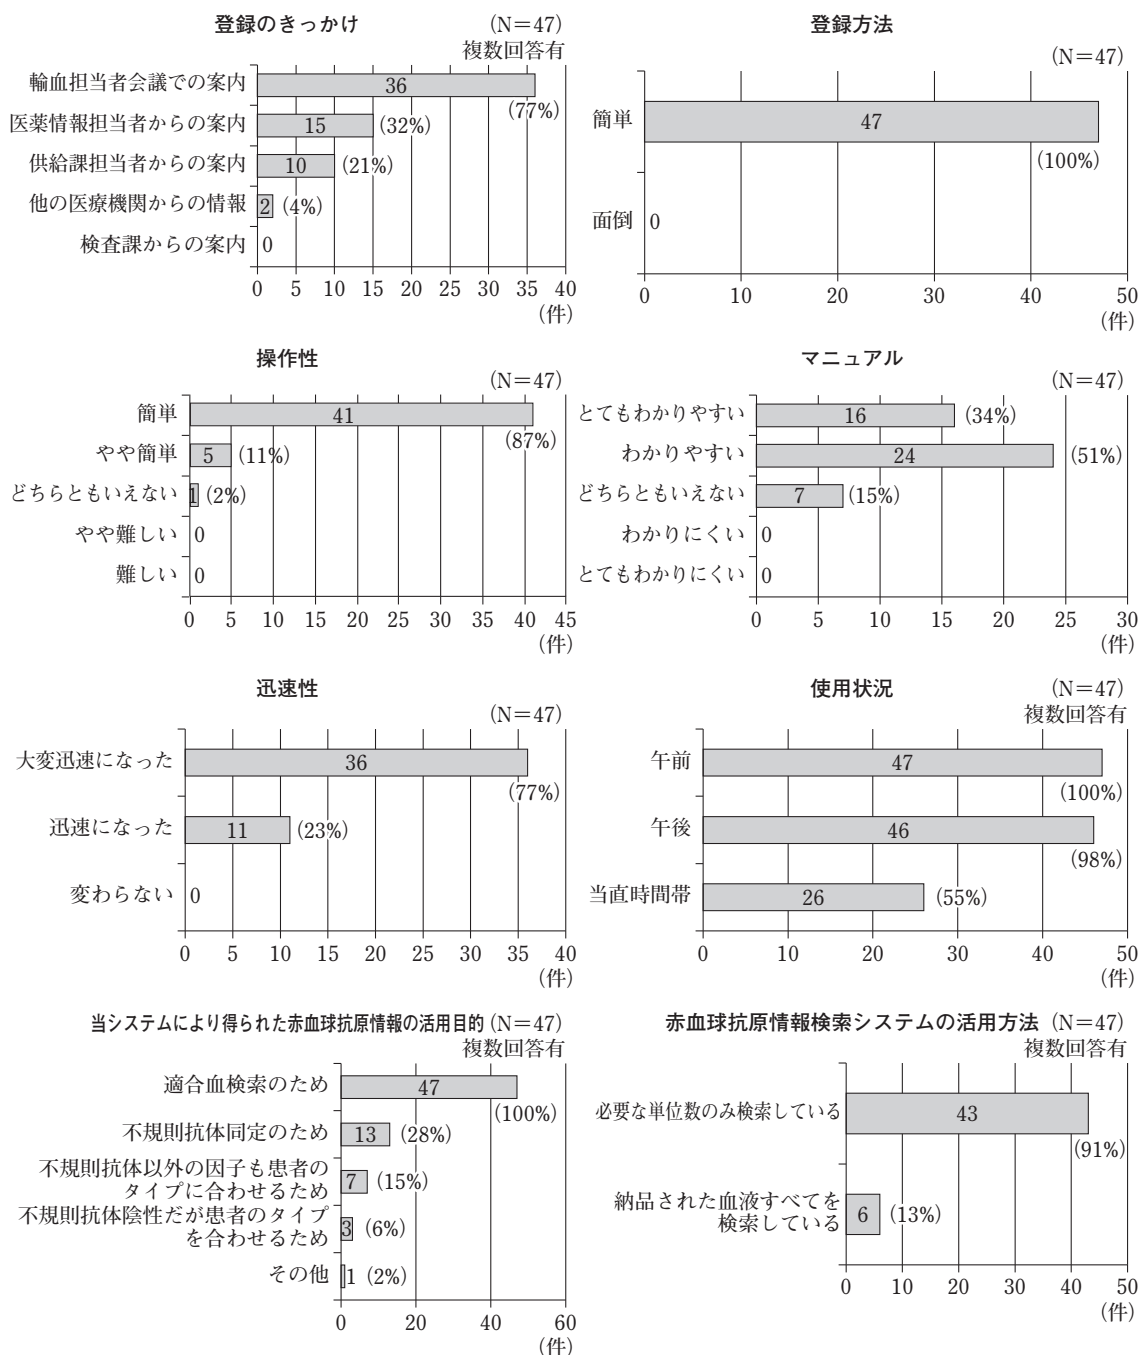 登録のきっかけ
(N=47)
複数回答有
輸血担当者会議での案内
36
(77%)
医薬情報担当者からの案内
15
(32%)
供給課担当者からの案内
10
(21%)
他の医療機関からの情報
2
(4%)
検査課からの案内
0
0 5 10 15 20 25 30 35 40
(件)
登録方法
(N=47)
簡単
47
(100%)
面倒
0
0 10 20 30 40 50
(件)
操作性
(N=47)
簡単
41
(87%)
やや簡単
5
(11%)
どちらともいえない
1
(2%)
やや難しい
0
難しい
0
0 5 10 15 20 25 30 35 40 45
(件)
マニュアル
(N=47)
とてもわかりやすい
16
(34%)
わかりやすい
24
(51%)
どちらともいえない
7
(15%)
わかりにくい
0
とてもわかりにくい
0
0 5 10 15 20 25 30
(件)
迅速性
(N=47)
大変迅速になった
36
(77%)
迅速になった
11
(23%)
変わらない
0
0 5 10 15 20 25 30 35 40
(件)
使用状況
(N=47)
複数回答有
午前
47
(100%)
午後
46
(98%)
当直時間帯
26
(55%)
0 10 20 30 40 50
(件)
当システムにより得られた赤血球抗原情報の活用目的 (N=47)
複数回答有
適合血検索のため
47
(100%)
不規則抗体同定のため
13
(28%)
不規則抗体以外の因子も患者の
タイプに合わせるため
7
(15%)
不規則抗体陰性だが患者のタイプ
を合わせるため
3
(6%)
その他
1
(2%)
0 20 40 60
(件)
赤血球抗原情報検索システムの活用方法 (N=47)
複数回答有
必要な単位数のみ検索している
43
(91%)
納品された血液すべてを
検索している
6
(13%)
0 10 20 30 40 50
(件)